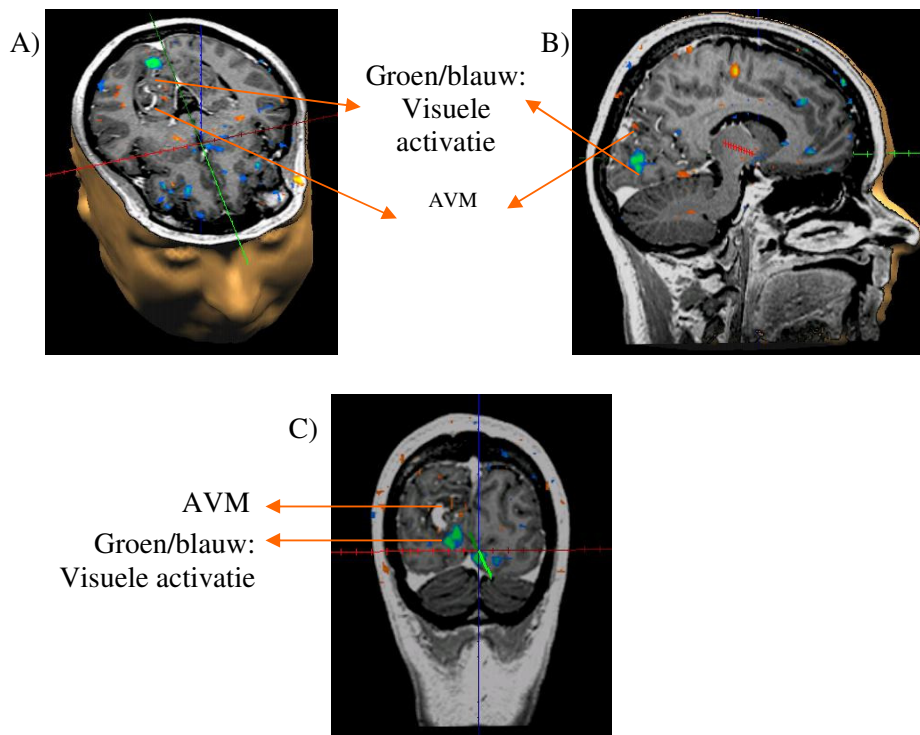 A)
B)
Groen/blauw:
Visuele
activatie
AVM
C)
AVM
Groen/blauw:
Visuele activatie